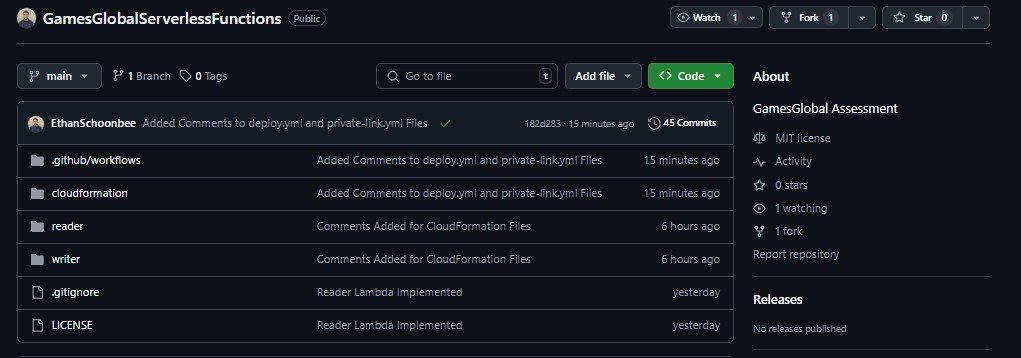 GamesGlobalServerlessFunctions Public Watch 1 Fork 1 Star 0
main 1 Branch 0 Tags Go to file t Add file Code
EthanSchoonbee Added Comments to deploy.yml and private-link.yml Files 182d283 · 15 minutes ago 45 Commits
.github/workflows Added Comments to deploy.yml and private-link.yml Files 15 minutes ago
cloudformation Added Comments to deploy.yml and private-link.yml Files 15 minutes ago
reader Comments Added for CloudFormation Files 6 hours ago
writer Comments Added for CloudFormation Files 6 hours ago
.gitignore Reader Lambda Implemented yesterday
LICENSE Reader Lambda Implemented yesterday
About
GamesGlobal Assessment
MIT license
Activity
0 stars
1 watching
1 fork
Report repository
Releases
No releases published